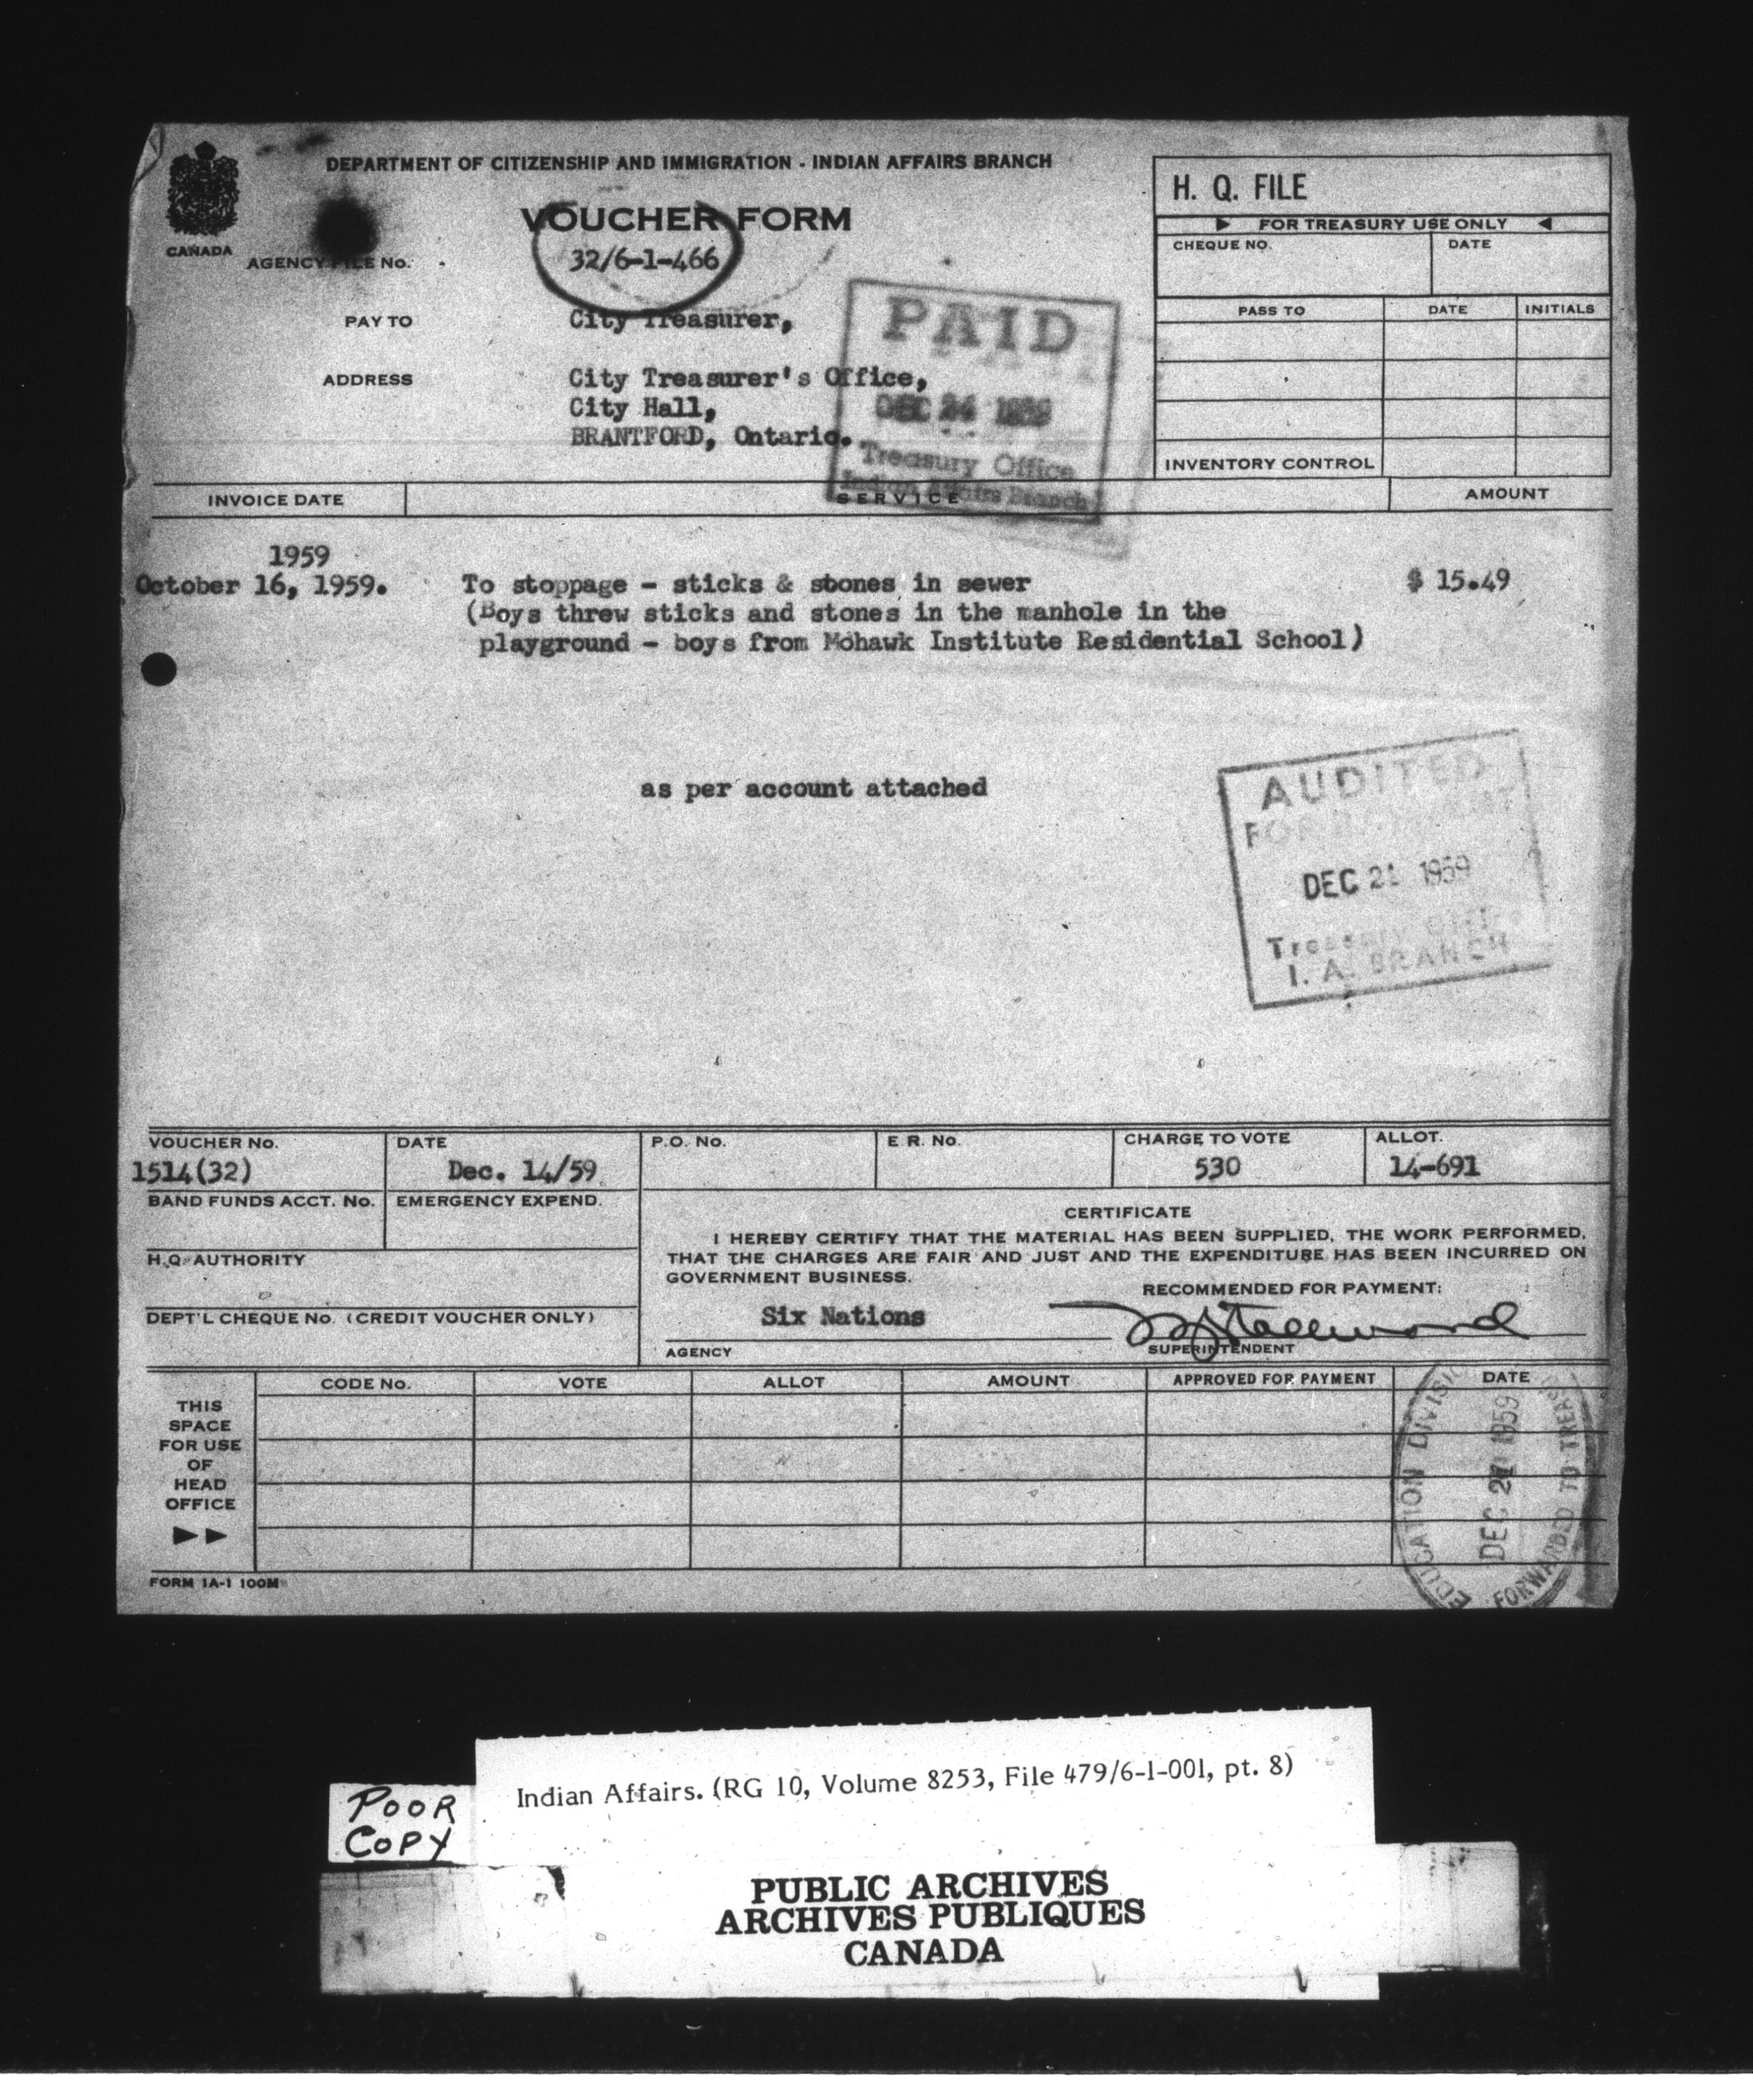 DEPARTMENT OF CITIZENSHIP AND IMMIGRATION - INDIAN AFFAIRS BRANCH
CANADA
VOUCHER FORM
AGENCY FILE No.
32/6-1-466
H. Q. FILE
FOR TREASURY USE ONLY
CHEQUE NO.
DATE
PASS TO
DATE
INITIALS
INVENTORY CONTROL
PAY TO
City Treasurer,
ADDRESS
City Treasurer's Office,
City Hall,
BRANTFORD, Ontario.
PAID
DEC 24 1959
Treasury Office
Indian Affairs Branch
INVOICE DATE
SERVICE
AMOUNT
1959
October 16, 1959.
To stoppage - sticks & stones in sewer
$ 15.49
(Boys threw sticks and stones in the manhole in the
playground - boys from Mohawk Institute Residential School)
as per account attached
AUDITED
DEC 21 1959
Treasury
I. A. BRANCH
VOUCHER No.
1514(32)
DATE
Dec. 14/59
P.O. No.
E R. No.
CHARGE TO VOTE
530
ALLOT.
14-691
BAND FUNDS ACCT. No.
EMERGENCY EXPEND.
H.Q. AUTHORITY
DEPT'L CHEQUE No. (CREDIT VOUCHER ONLY)
CERTIFICATE
I HEREBY CERTIFY THAT THE MATERIAL HAS BEEN SUPPLIED, THE WORK PERFORMED,
THAT THE CHARGES ARE FAIR AND JUST AND THE EXPENDITURE HAS BEEN INCURRED ON
GOVERNMENT BUSINESS.
RECOMMENDED FOR PAYMENT:
Six Nations
AGENCY
SUPERINTENDENT
THIS
SPACE
FOR USE
OF
HEAD
OFFICE
CODE No.
VOTE
ALLOT
AMOUNT
APPROVED FOR PAYMENT
DATE
EDUCATION
DEC 1959
FORWARDED TO
FORM 1A-1 100M
POOR
COPY
Indian Affairs. (RG 10, Volume 8253, File 479/6-1-001, pt. 8)
PUBLIC ARCHIVES
ARCHIVES PUBLIQUES
CANADA